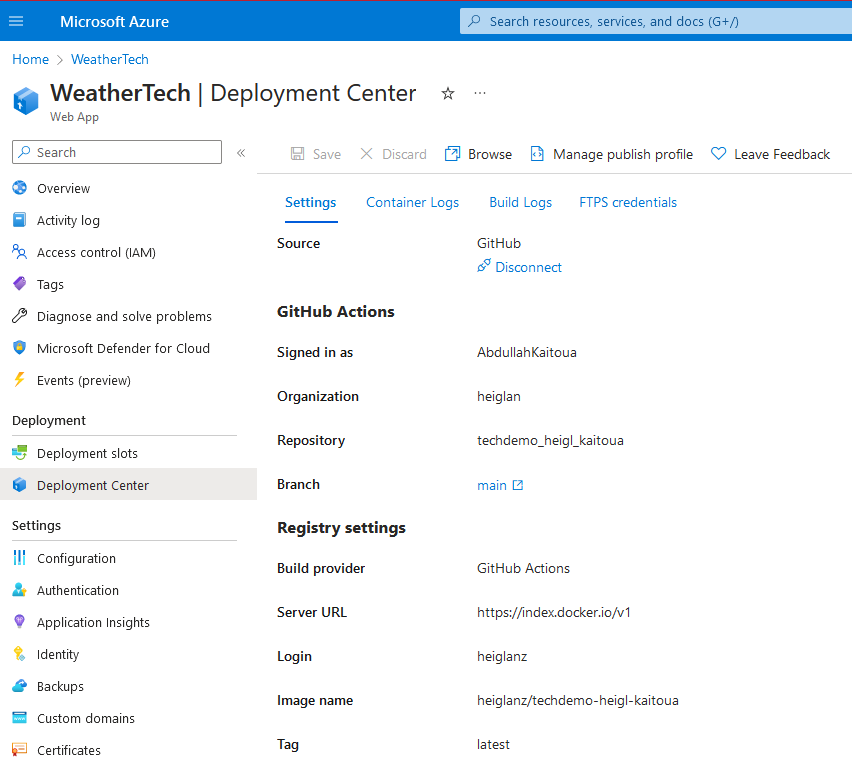 Microsoft Azure
Search resources, services, and docs (G+/)
Home > WeatherTech
WeatherTech | Deployment Center
Web App
Search
Save Discard Browse Manage publish profile Leave Feedback
Overview
Activity log
Access control (IAM)
Tags
Diagnose and solve problems
Microsoft Defender for Cloud
Events (preview)
Deployment
Deployment slots
Deployment Center
Settings
Configuration
Authentication
Application Insights
Identity
Backups
Custom domains
Certificates
Settings Container Logs Build Logs FTPS credentials
Source GitHub
Disconnect
GitHub Actions
Signed in as AbdullahKaitoua
Organization heiglan
Repository techdemo_heigl_kaitoua
Branch main
Registry settings
Build provider GitHub Actions
Server URL https://index.docker.io/v1
Login heiglanz
Image name heiglanz/techdemo-heigl-kaitoua
Tag latest